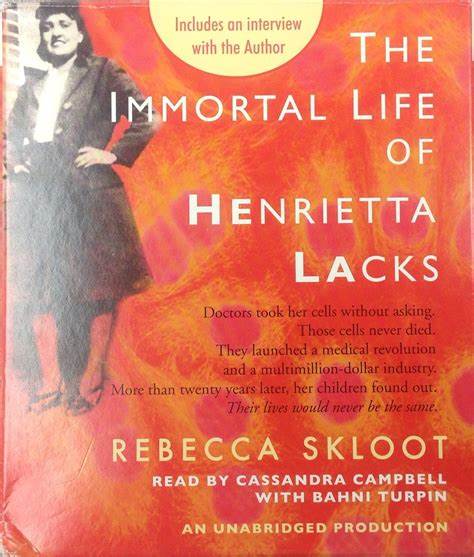 Includes an interview
with the Author
THE
IMMORTAL LIFE
OF
HENRIETTA
LACKS
Doctors took her cells without asking.
Those cells never died.
They launched a medical revolution
and a multimillion-dollar industry.
More than twenty years later, her children found out.
Their lives would never be the same.
REBECCA SKLOOT
READ BY CASSANDRA CAMPBELL
WITH BAHNI TURPIN
AN UNABRIDGED PRODUCTION